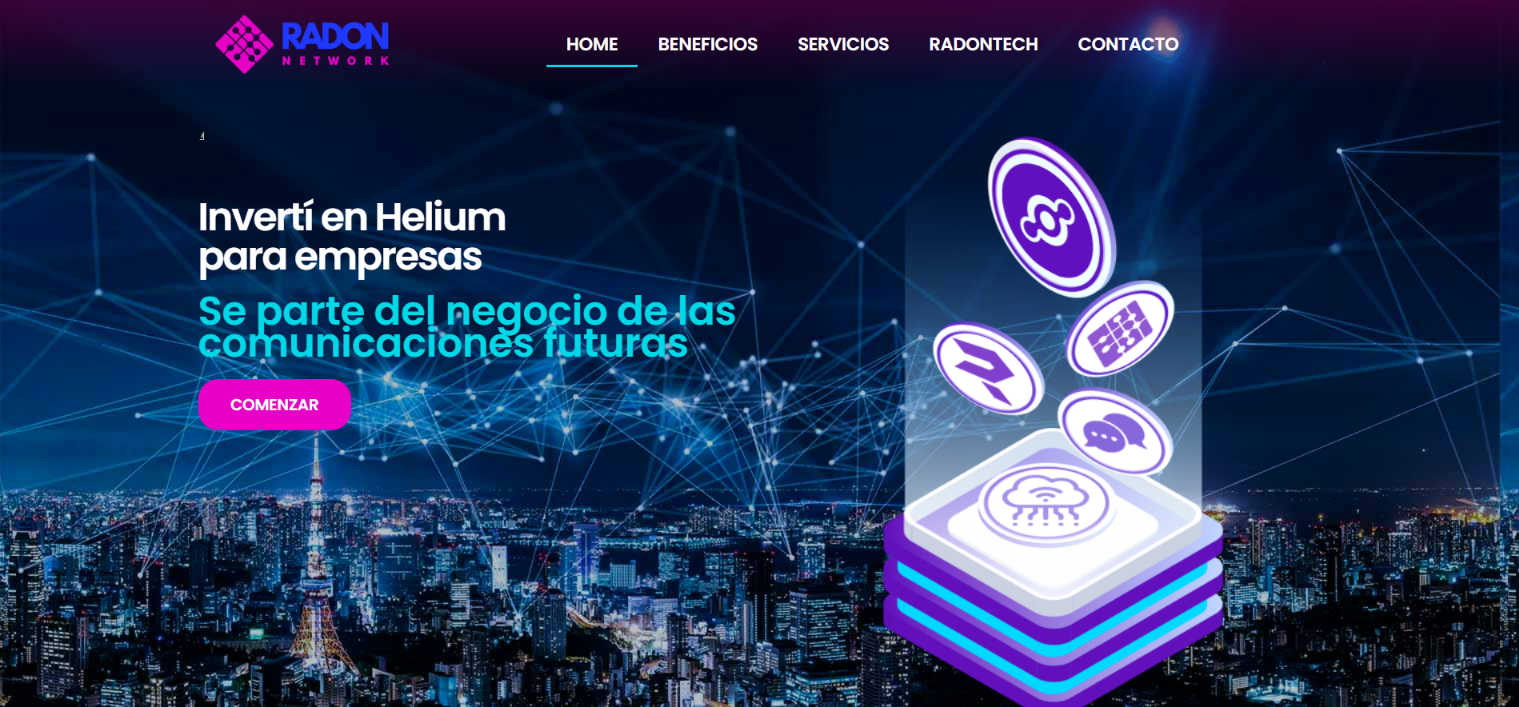 RADON
NETWORK
HOME BENEFICIOS SERVICIOS RADONTECH CONTACTO
Invertí en Helium
para empresas
Se parte del negocio de las
comunicaciones futuras
COMENZAR